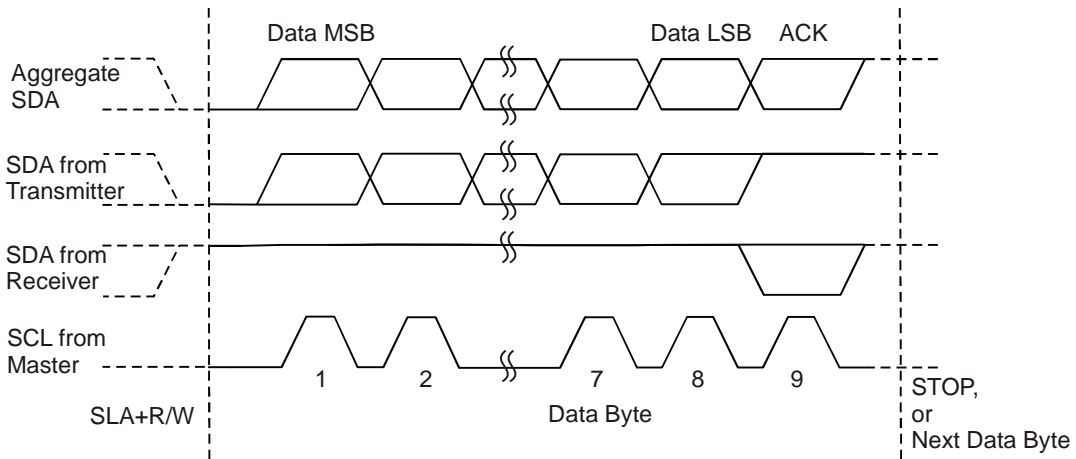 Data MSB
Data LSB
ACK
Aggregate
SDA
SDA from
Transmitter
SDA from
Receiver
SCL from
Master
1
2
7
8
9
SLA+R/W
Data Byte
STOP,
or
Next Data Byte